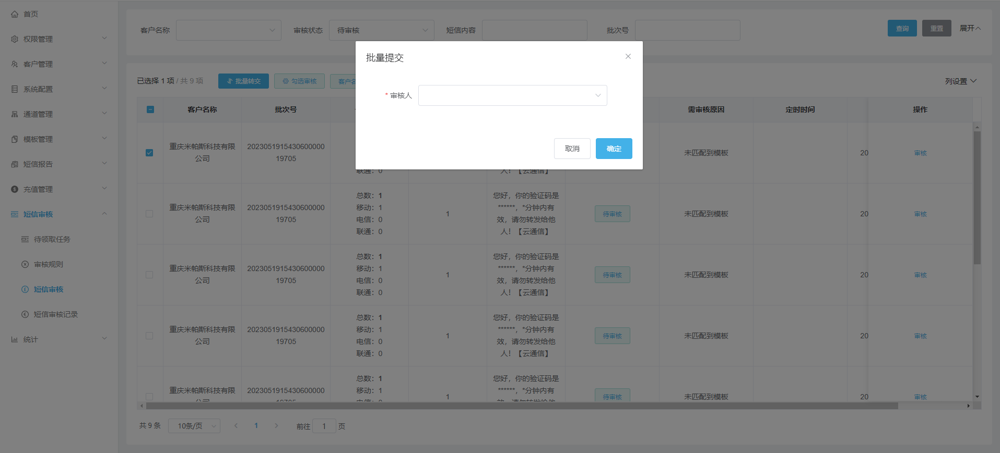 首页
权限管理
客户管理
系统配置
通道管理
模板管理
短信报告
充值管理
短信审核
待领取任务
审核规则
短信审核
短信审核记录
统计
客户名称
审核状态 待审核
短信内容
批次号
查询
重置
展开
批量提交
* 审核人
取消
确定
已选择 1 项 / 共 9 项
批量转交
勾选审核
客户名
列设置
客户名称 批次号 需审核原因 定时时间 操作
重庆米帕斯科技有限
公司
2023051915430600000
19705
联通：0
人！【云通信】
未匹配到模板
20
审核
重庆米帕斯科技有限
公司
2023051915430600000
19705
总数：1
移动：1
电信：0
联通：0
1
您好，你的验证码是
******，*分钟内有
效，请勿转发给他
人！【云通信】
待审核
未匹配到模板
20
审核
重庆米帕斯科技有限
公司
2023051915430600000
19705
总数：1
移动：1
电信：0
联通：0
1
您好，你的验证码是
******，*分钟内有
效，请勿转发给他
人！【云通信】
待审核
未匹配到模板
20
审核
重庆米帕斯科技有限
公司
2023051915430600000
19705
总数：1
移动：1
电信：0
联通：0
1
您好，你的验证码是
******，*分钟内有
效，请勿转发给他
人！【云通信】
待审核
未匹配到模板
20
审核
重庆米帕斯科技有限
2023051915430600000
总数：1
移动：1
1
您好，你的验证码是
******，*分钟内有
待审核
未匹配到模板
20
审核
共 9 条
10条/页
1
前往 1 页